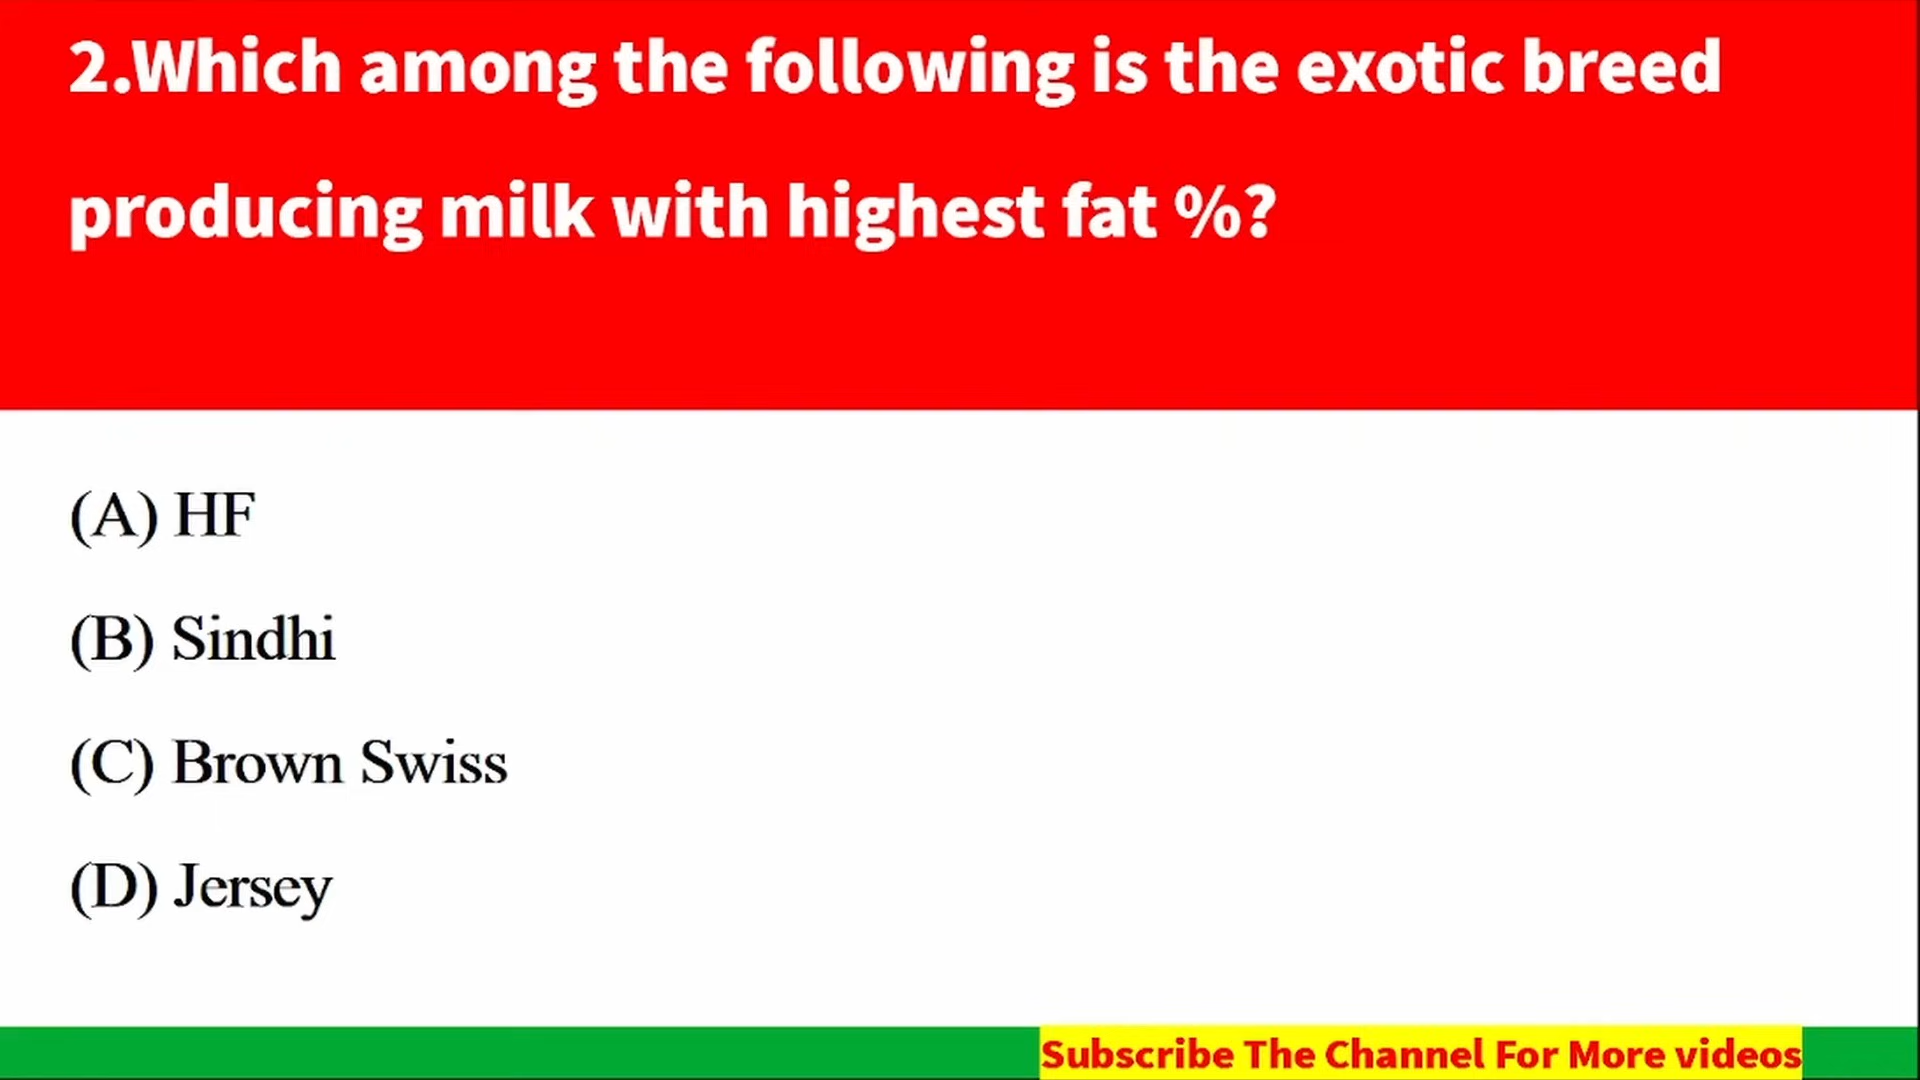 2.Which among the following is the exotic breed
producing milk with highest fat %?
(A) HF
(B) Sindhi
(C) Brown Swiss
(D) Jersey
Subscribe The Channel For More videos